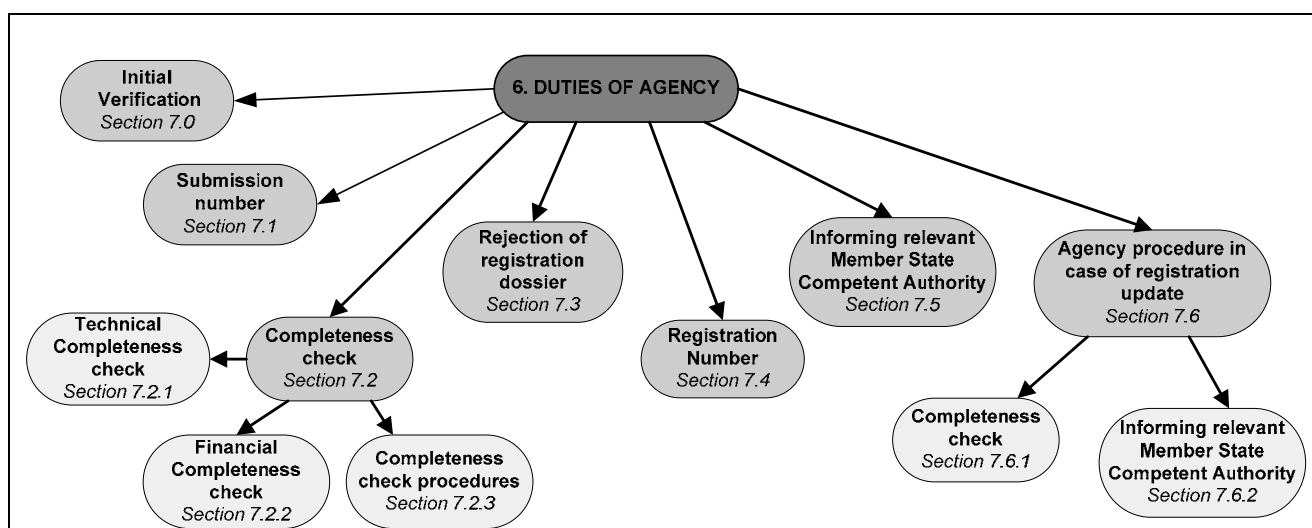 6. DUTIES OF AGENCY
Initial
Verification
Section 7.0
Submission
number
Section 7.1
Completeness
check
Section 7.2
Technical
Completeness
check
Section 7.2.1
Financial
Completeness
check
Section 7.2.2
Completeness
check procedures
Section 7.2.3
Rejection of
registration
dossier
Section 7.3
Registration
Number
Section 7.4
Informing relevant
Member State
Competent Authority
Section 7.5
Agency procedure in
case of registration
update
Section 7.6
Completeness
check
Section 7.6.1
Informing relevant
Member State
Competent Authority
Section 7.6.2